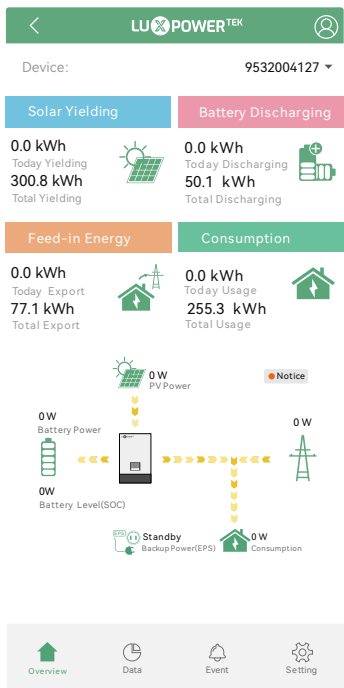 LUXPOWERTEK
Device: 9532004127
Solar Yielding
0.0 kWh
Today Yielding
300.8 kWh
Total Yielding
Battery Discharging
0.0 kWh
Today Discharging
50.1 kWh
Total Discharging
Feed-in Energy
0.0 kWh
Today Export
77.1 kWh
Total Export
Consumption
0.0 kWh
Today Usage
255.3 kWh
Total Usage
0 W
PV Power
Notice
0 W
Battery Power
0 W
0W
Battery Level(SOC)
EPS
Standby
Backup Power(EPS)
0 W
Consumption
Overview
Data
Event
Setting